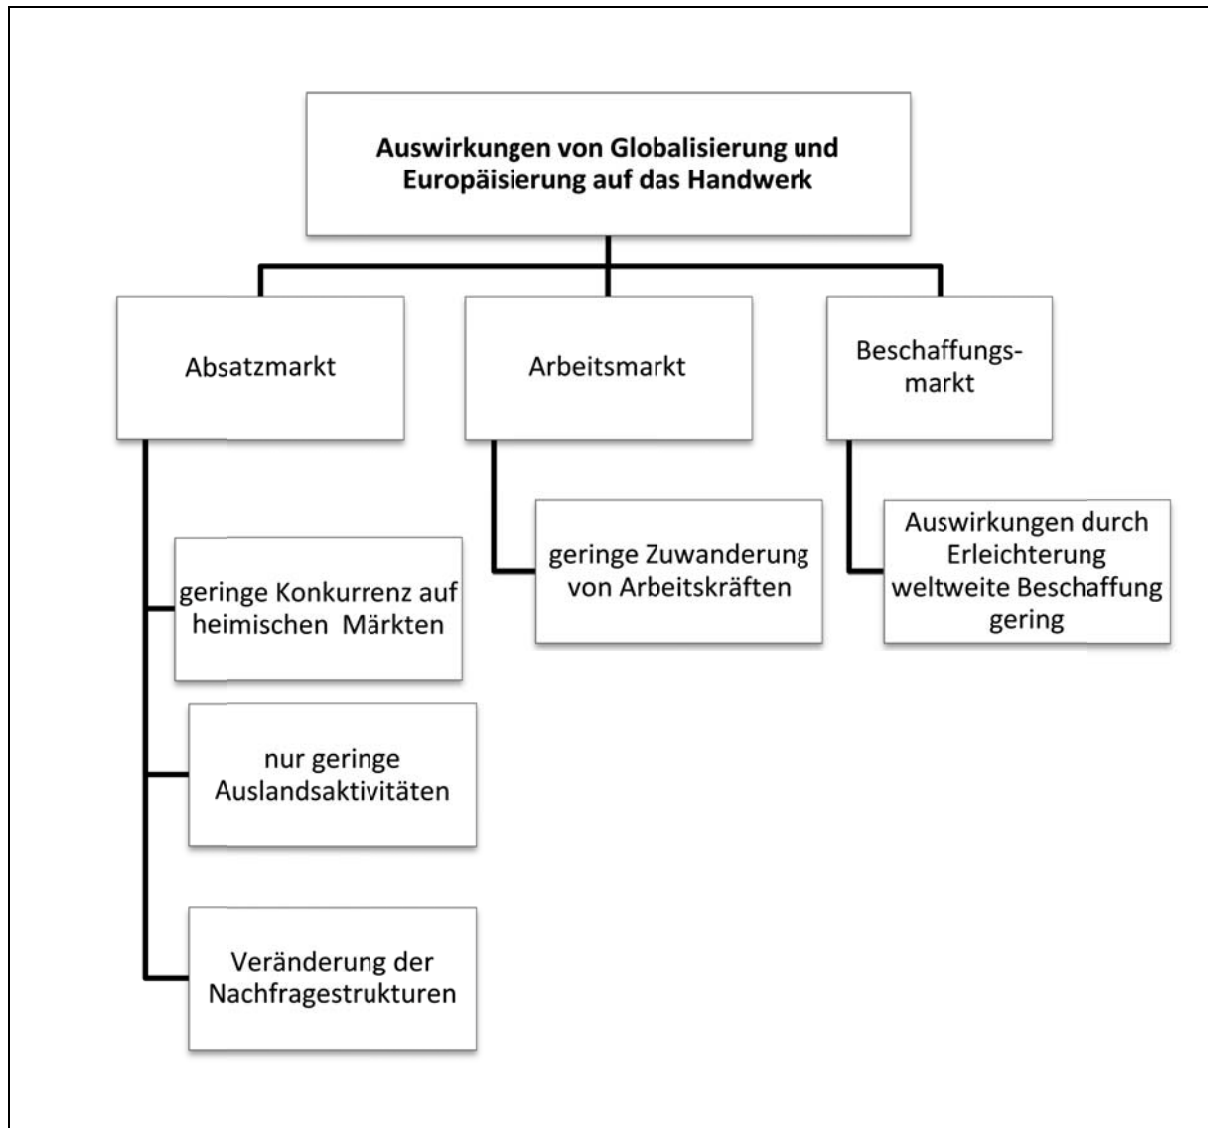 Auswirkungen von Globalisierung und
Europäisierung auf das Handwerk
Absatzmarkt
Arbeitsmarkt
Beschaffungs-
markt
geringe Konkurrenz auf
heimischen Märkten
nur geringe
Auslandsaktivitäten
Veränderung der
Nachfragestrukturen
geringe Zuwanderung
von Arbeitskräften
Auswirkungen durch
Erleichterung
weltweite Beschaffung
gering